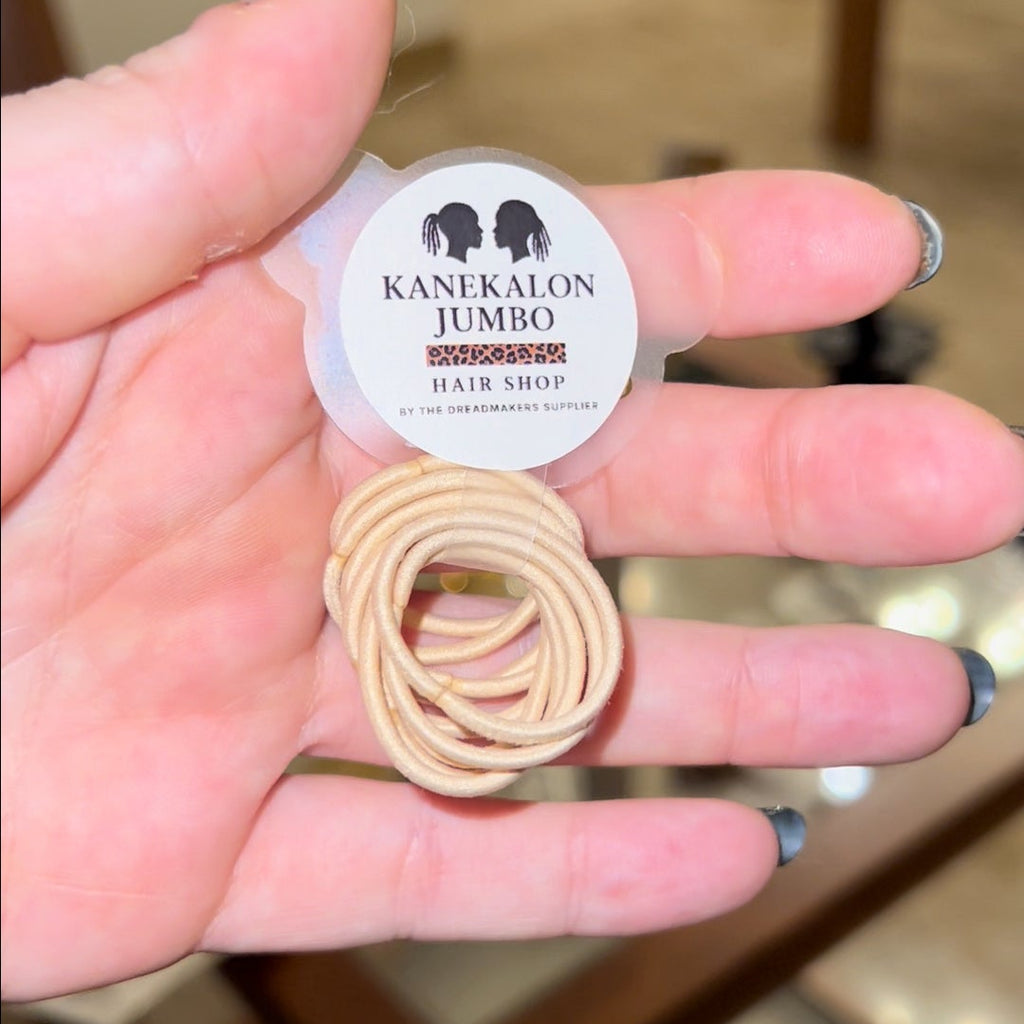 KANEKALON
JUMBO
HAIR SHOP
BY THE DREADMAKERS SUPPLIER